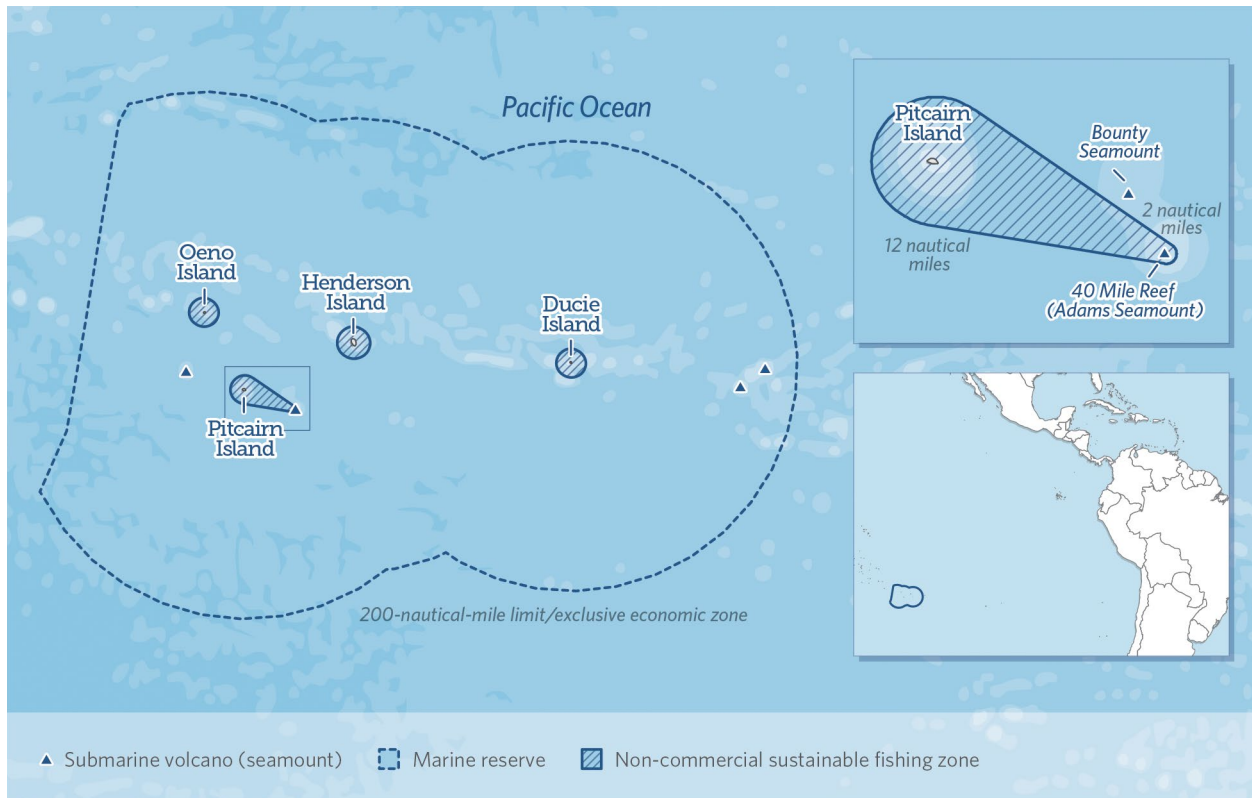 Pacific Ocean
Oeno
Island
Henderson
Island
Ducie
Island
Pitcairn
Island
200-nautical-mile limit/exclusive economic zone
Pitcairn
Island
Bounty
Seamount
2 nautical
miles
12 nautical
miles
40 Mile Reef
(Adams Seamount)
Submarine volcano (seamount)
Marine reserve
Non-commercial sustainable fishing zone